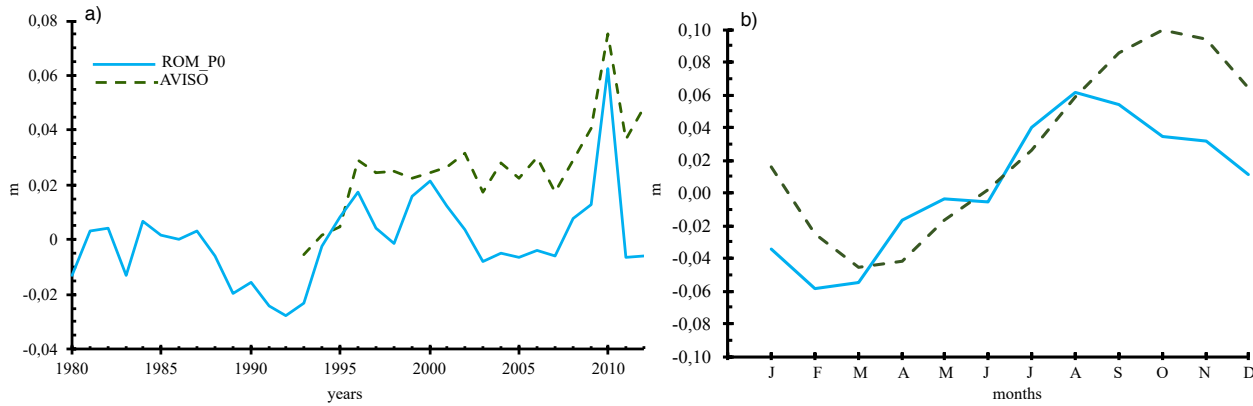 a)
0,08
0,06
0,04
0,02
0
-0,02
-0,04
m
ROM_P0
AVISO
1980 1985 1990 1995 2000 2005 2010
years
b)
0,10
0,08
0,06
0,04
0,02
0,00
-0,02
-0,04
-0,06
-0,08
-0,10
m
J F M A M J J A S O N D
months